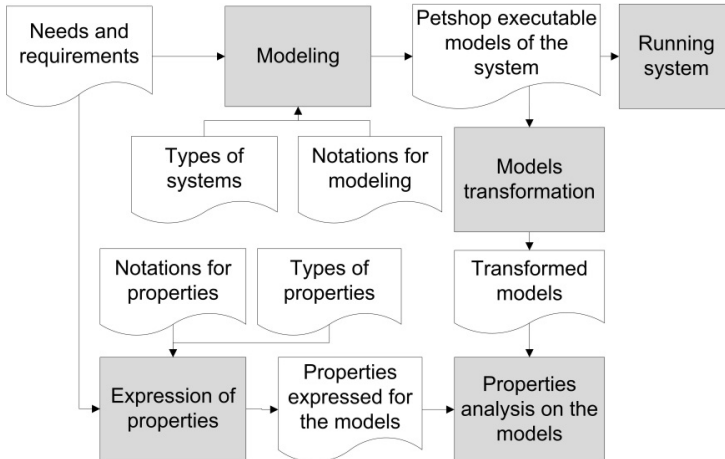 Needs and
requirements
Modeling
Petshop executable
models of the
system
Running
system
Types of
systems
Notations for
modeling
Models
transformation
Notations for
properties
Types of
properties
Transformed
models
Expression of
properties
Properties
expressed for
the models
Properties
analysis on the
models